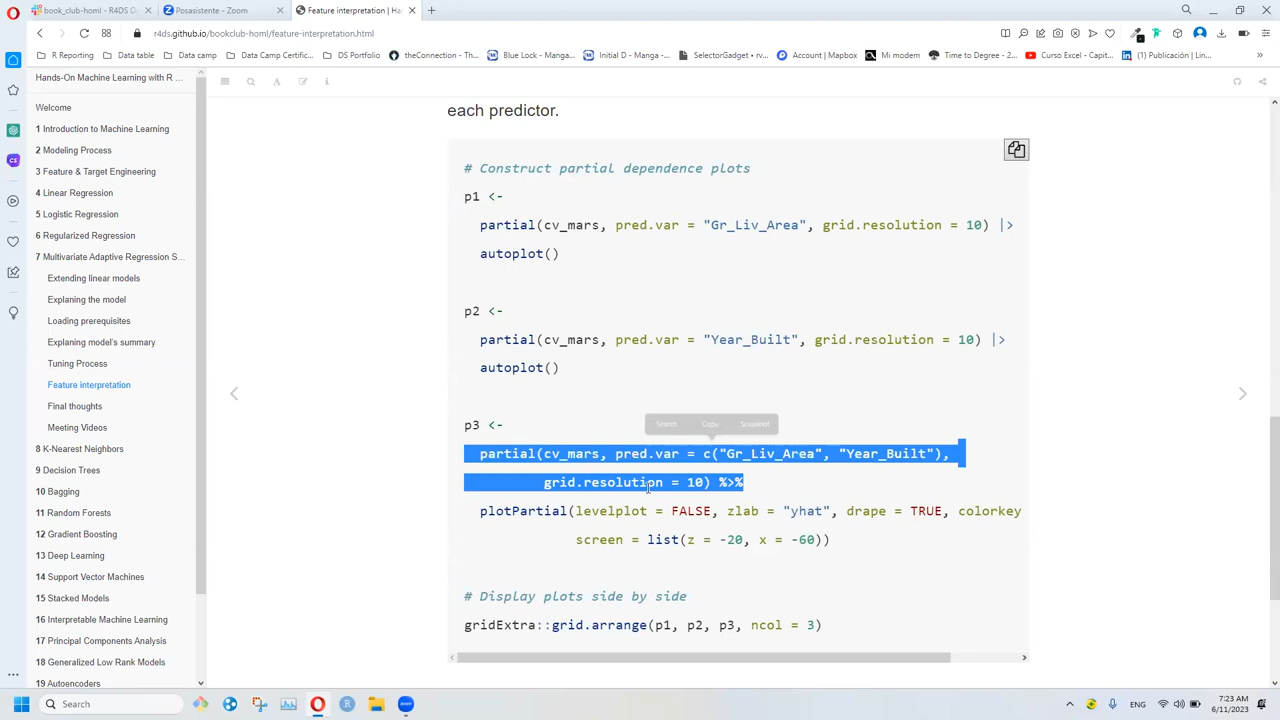 book_club-homl - R4DS O
Posasistente - Zoom
Feature interpretation | Ha
r4ds.github.io/bookclub-homl/feature-interpretation.html
R Reporting
Data table
Data camp
Data Camp Certific...
DS Portfolio
theConnection - Th...
Blue Lock - Manga -...
Initial D - Manga -...
SelectorGadget • rv...
Account | Mapbox
Mi modem
Time to Degree - 2...
Curso Excel – Capit...
(1) Publicación | Lin...
Hands-On Machine Learning with R ...
Welcome
1 Introduction to Machine Learning
2 Modeling Process
3 Feature & Target Engineering
4 Linear Regression
5 Logistic Regression
6 Regularized Regression
7 Multivariate Adaptive Regression S...
Extending linear models
Explaining the model
Loading prerequisites
Explaning model's summary
Tuning Process
Feature interpretation
Final thoughts
Meeting Videos
8 K-Nearest Neighbors
9 Decision Trees
10 Bagging
11 Random Forests
12 Gradient Boosting
13 Deep Learning
14 Support Vector Machines
15 Stacked Models
16 Interpretable Machine Learning
17 Principal Components Analysis
18 Generalized Low Rank Models
19 Autoencoders
each predictor.
# Construct partial dependence plots
p1 <-
partial(cv_mars, pred.var = "Gr_Liv_Area", grid.resolution = 10) |>
autoplot()
p2 <-
partial(cv_mars, pred.var = "Year_Built", grid.resolution = 10) |>
autoplot()
p3 <-
Search Copy Snapshot
partial(cv_mars, pred.var = c("Gr_Liv_Area", "Year_Built"),
grid.resolution = 10) %>%
plotPartial(levelplot = FALSE, zlab = "yhat", drape = TRUE, colorkey
screen = list(z = -20, x = -60))
# Display plots side by side
gridExtra::grid.arrange(p1, p2, p3, ncol = 3)
Search
ENG
7:23 AM
6/11/2023